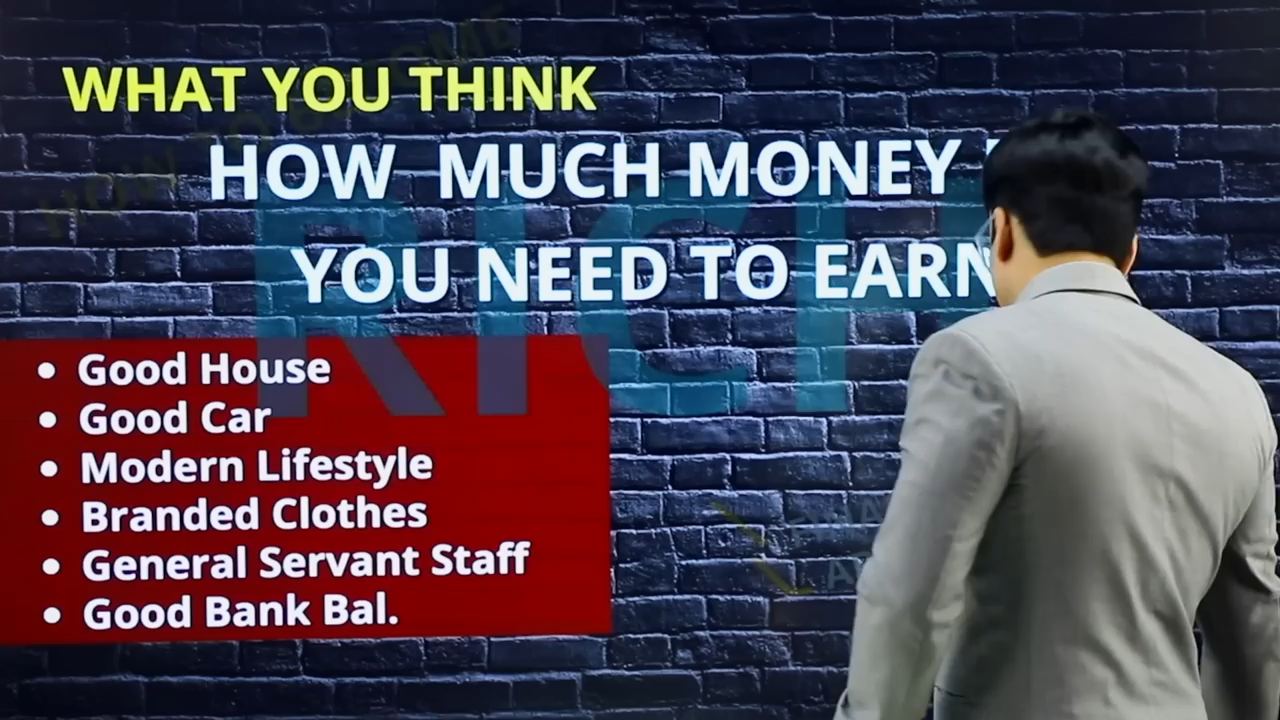 WHAT YOU THINK
HOW MUCH MONEY
YOU NEED TO EARN
RICH
• Good House
• Good Car
• Modern Lifestyle
• Branded Clothes
• General Servant Staff
• Good Bank Bal.